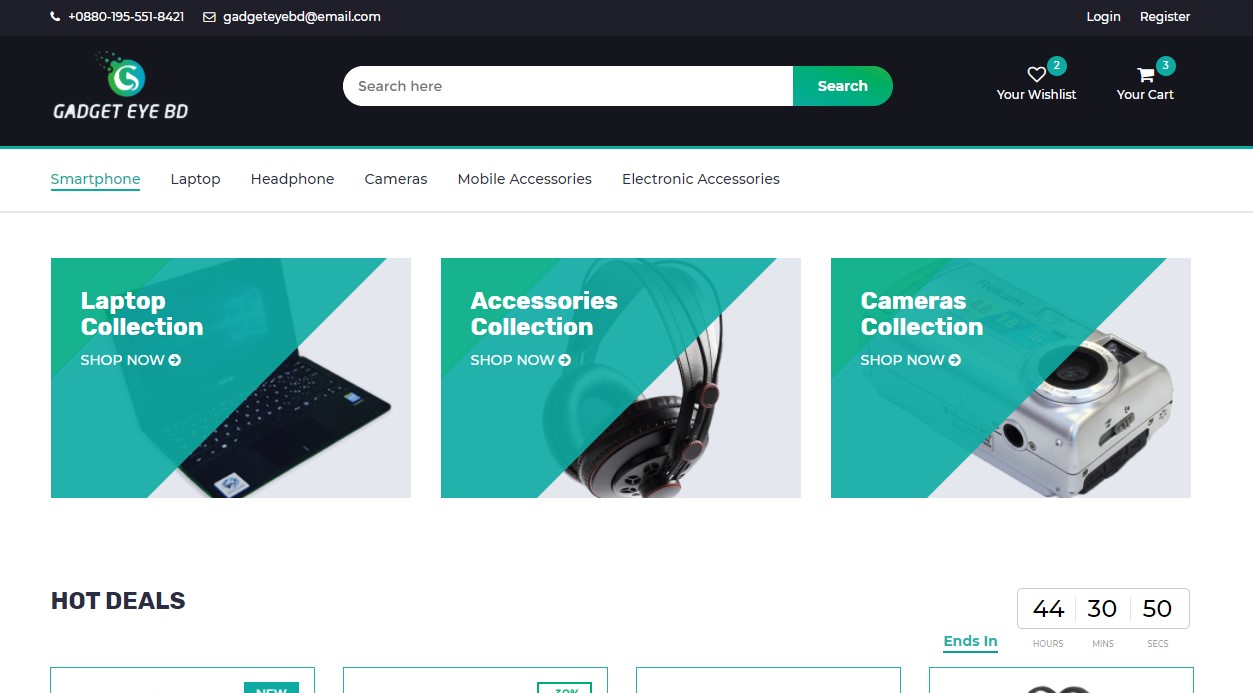 +0880-195-551-8421 gadgeteyebd@email.com Login Register
GADGET EYE BD
Search here Search
2 3
Your Wishlist Your Cart
Smartphone Laptop Headphone Cameras Mobile Accessories Electronic Accessories
Laptop
Collection
SHOP NOW
Accessories
Collection
SHOP NOW
Cameras
Collection
SHOP NOW
HOT DEALS
Ends In
44 30 50
HOURS MINS SECS
NEW
-30%